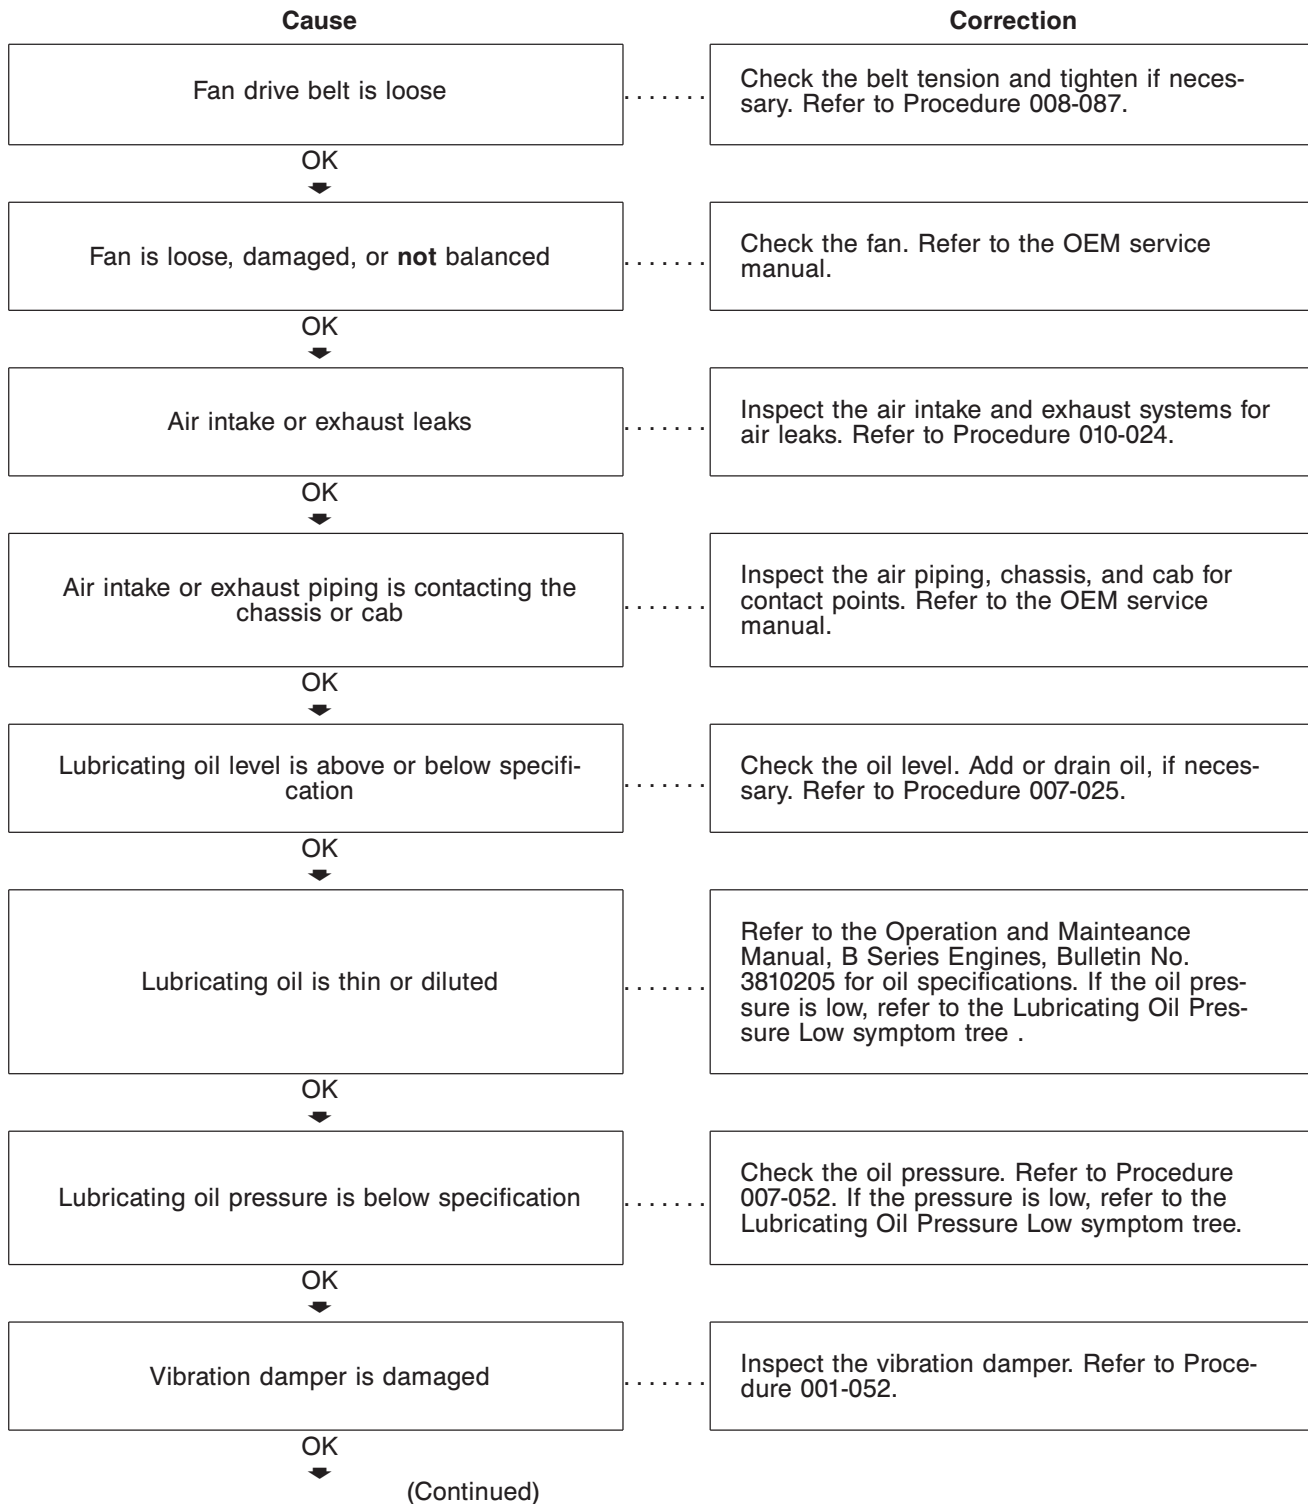 Cause
Correction
Fan drive belt is loose
.......
Check the belt tension and tighten if neces-
sary. Refer to Procedure 008-087.
OK
Fan is loose, damaged, or not balanced
.......
Check the fan. Refer to the OEM service
manual.
OK
Air intake or exhaust leaks
.......
Inspect the air intake and exhaust systems for
air leaks. Refer to Procedure 010-024.
OK
Air intake or exhaust piping is contacting the
chassis or cab
.......
Inspect the air piping, chassis, and cab for
contact points. Refer to the OEM service
manual.
OK
Lubricating oil level is above or below specifi-
cation
.......
Check the oil level. Add or drain oil, if neces-
sary. Refer to Procedure 007-025.
OK
Lubricating oil is thin or diluted
.......
Refer to the Operation and Mainteance
Manual, B Series Engines, Bulletin No.
3810205 for oil specifications. If the oil pres-
sure is low, refer to the Lubricating Oil Pres-
sure Low symptom tree .
OK
Lubricating oil pressure is below specification
.......
Check the oil pressure. Refer to Procedure
007-052. If the pressure is low, refer to the
Lubricating Oil Pressure Low symptom tree.
OK
Vibration damper is damaged
.......
Inspect the vibration damper. Refer to Proce-
dure 001-052.
OK
(Continued)